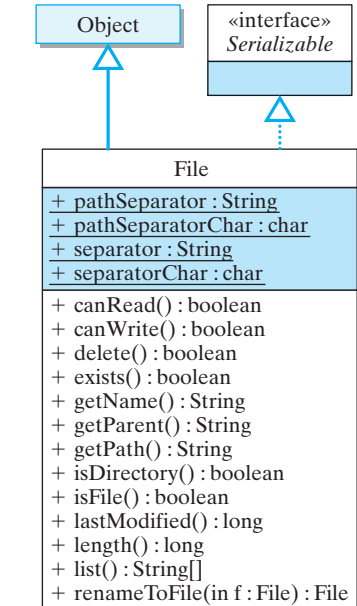 Object
«interface»
Serializable
File
+ pathSeparator : String
+ pathSeparatorChar : char
+ separator : String
+ separatorChar : char
+ canRead() : boolean
+ canWrite() : boolean
+ delete() : boolean
+ exists() : boolean
+ getName() : String
+ getParent() : String
+ getPath() : String
+ isDirectory() : boolean
+ isFile() : boolean
+ lastModified() : long
+ length() : long
+ list() : String[]
+ renameToFile(in f : File) : File